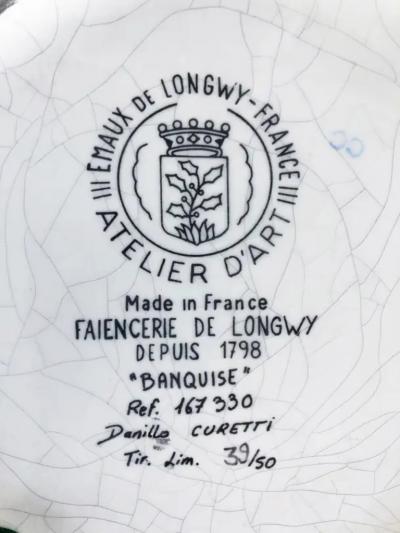 EMAUX DE LONGWY-FRANCE
ATELIER D'ART
Made in France
FAIENCERIE DE LONGWY
DEPUIS 1798
"BANQUISE"
Ref. 167 330
Danillo CURETTI
Tir. Lim. 39/50